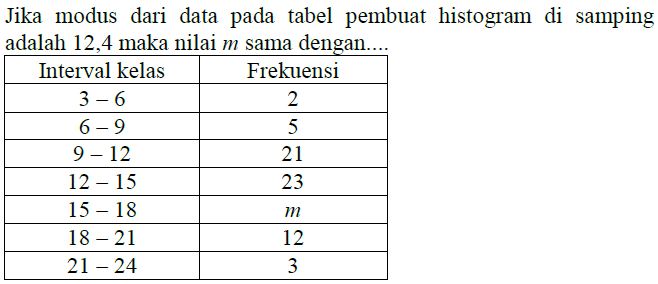 Jika modus dari data pada tabel pembuat histogram di samping
adalah 12,4 maka nilai m sama dengan....
Interval kelas Frekuensi
3 – 6 2
6 – 9 5
9 – 12 21
12 – 15 23
15 – 18 m
18 – 21 12
21 – 24 3